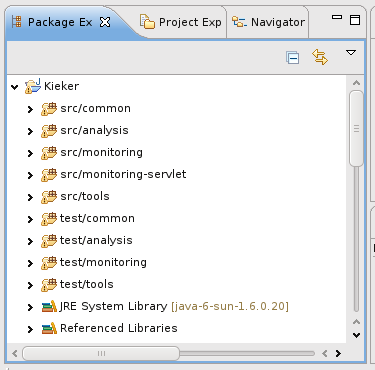 Package Ex Project Exp Navigator
Kieker
src/common
src/analysis
src/monitoring
src/monitoring-servlet
src/tools
test/common
test/analysis
test/monitoring
test/tools
JRE System Library [java-6-sun-1.6.0.20]
Referenced Libraries